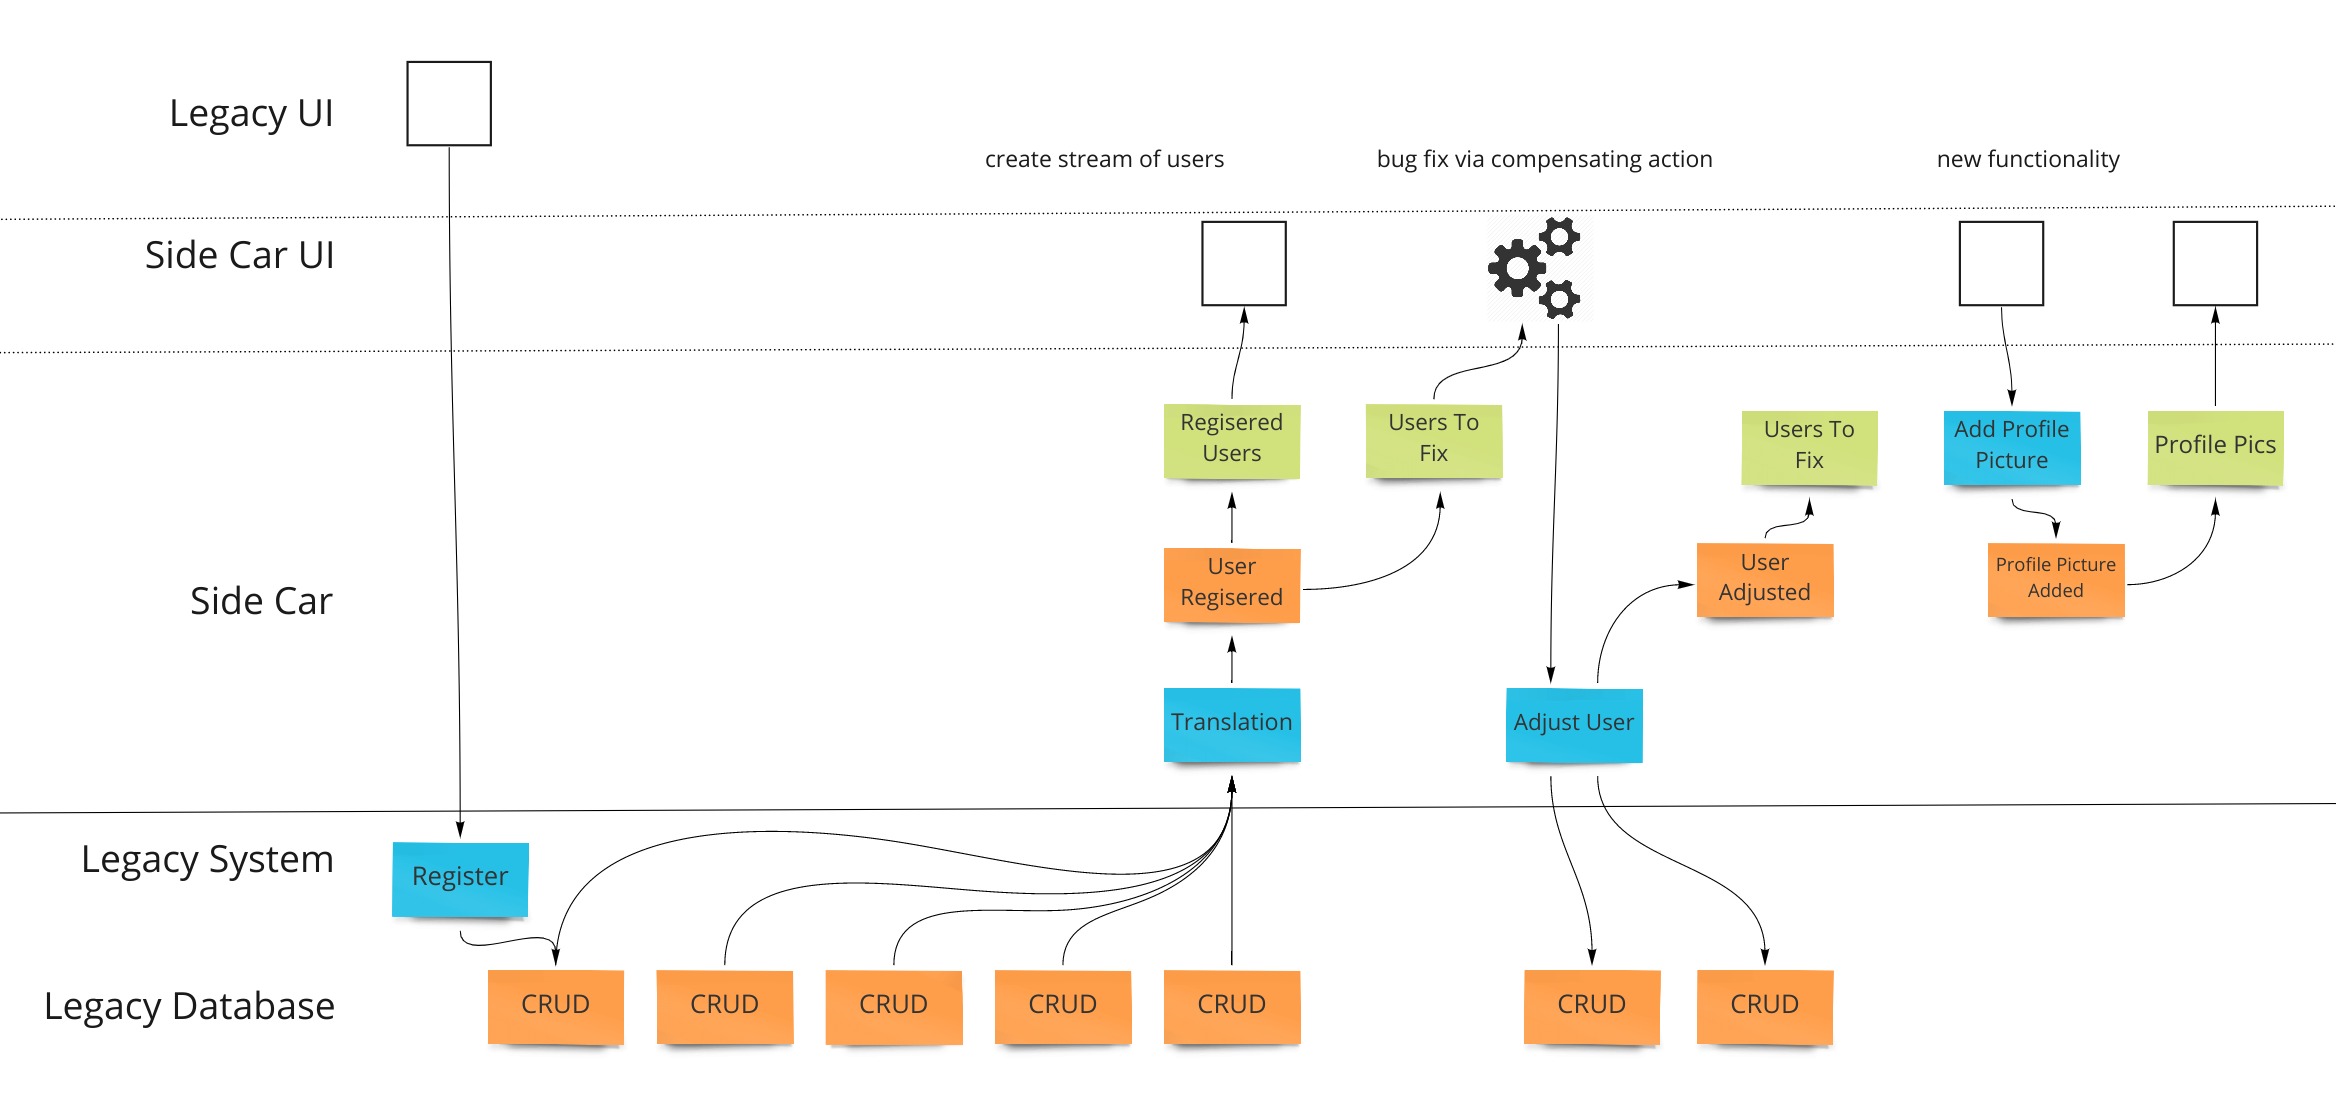 Legacy UI
create stream of users
bug fix via compensating action
new functionality
Side Car UI
Regisered
Users
Users To
Fix
Users To
Fix
Add Profile
Picture
Profile Pics
Side Car
User
Regisered
User
Adjusted
Profile Picture
Added
Translation
Adjust User
Legacy System
Register
Legacy Database
CRUD
CRUD
CRUD
CRUD
CRUD
CRUD
CRUD